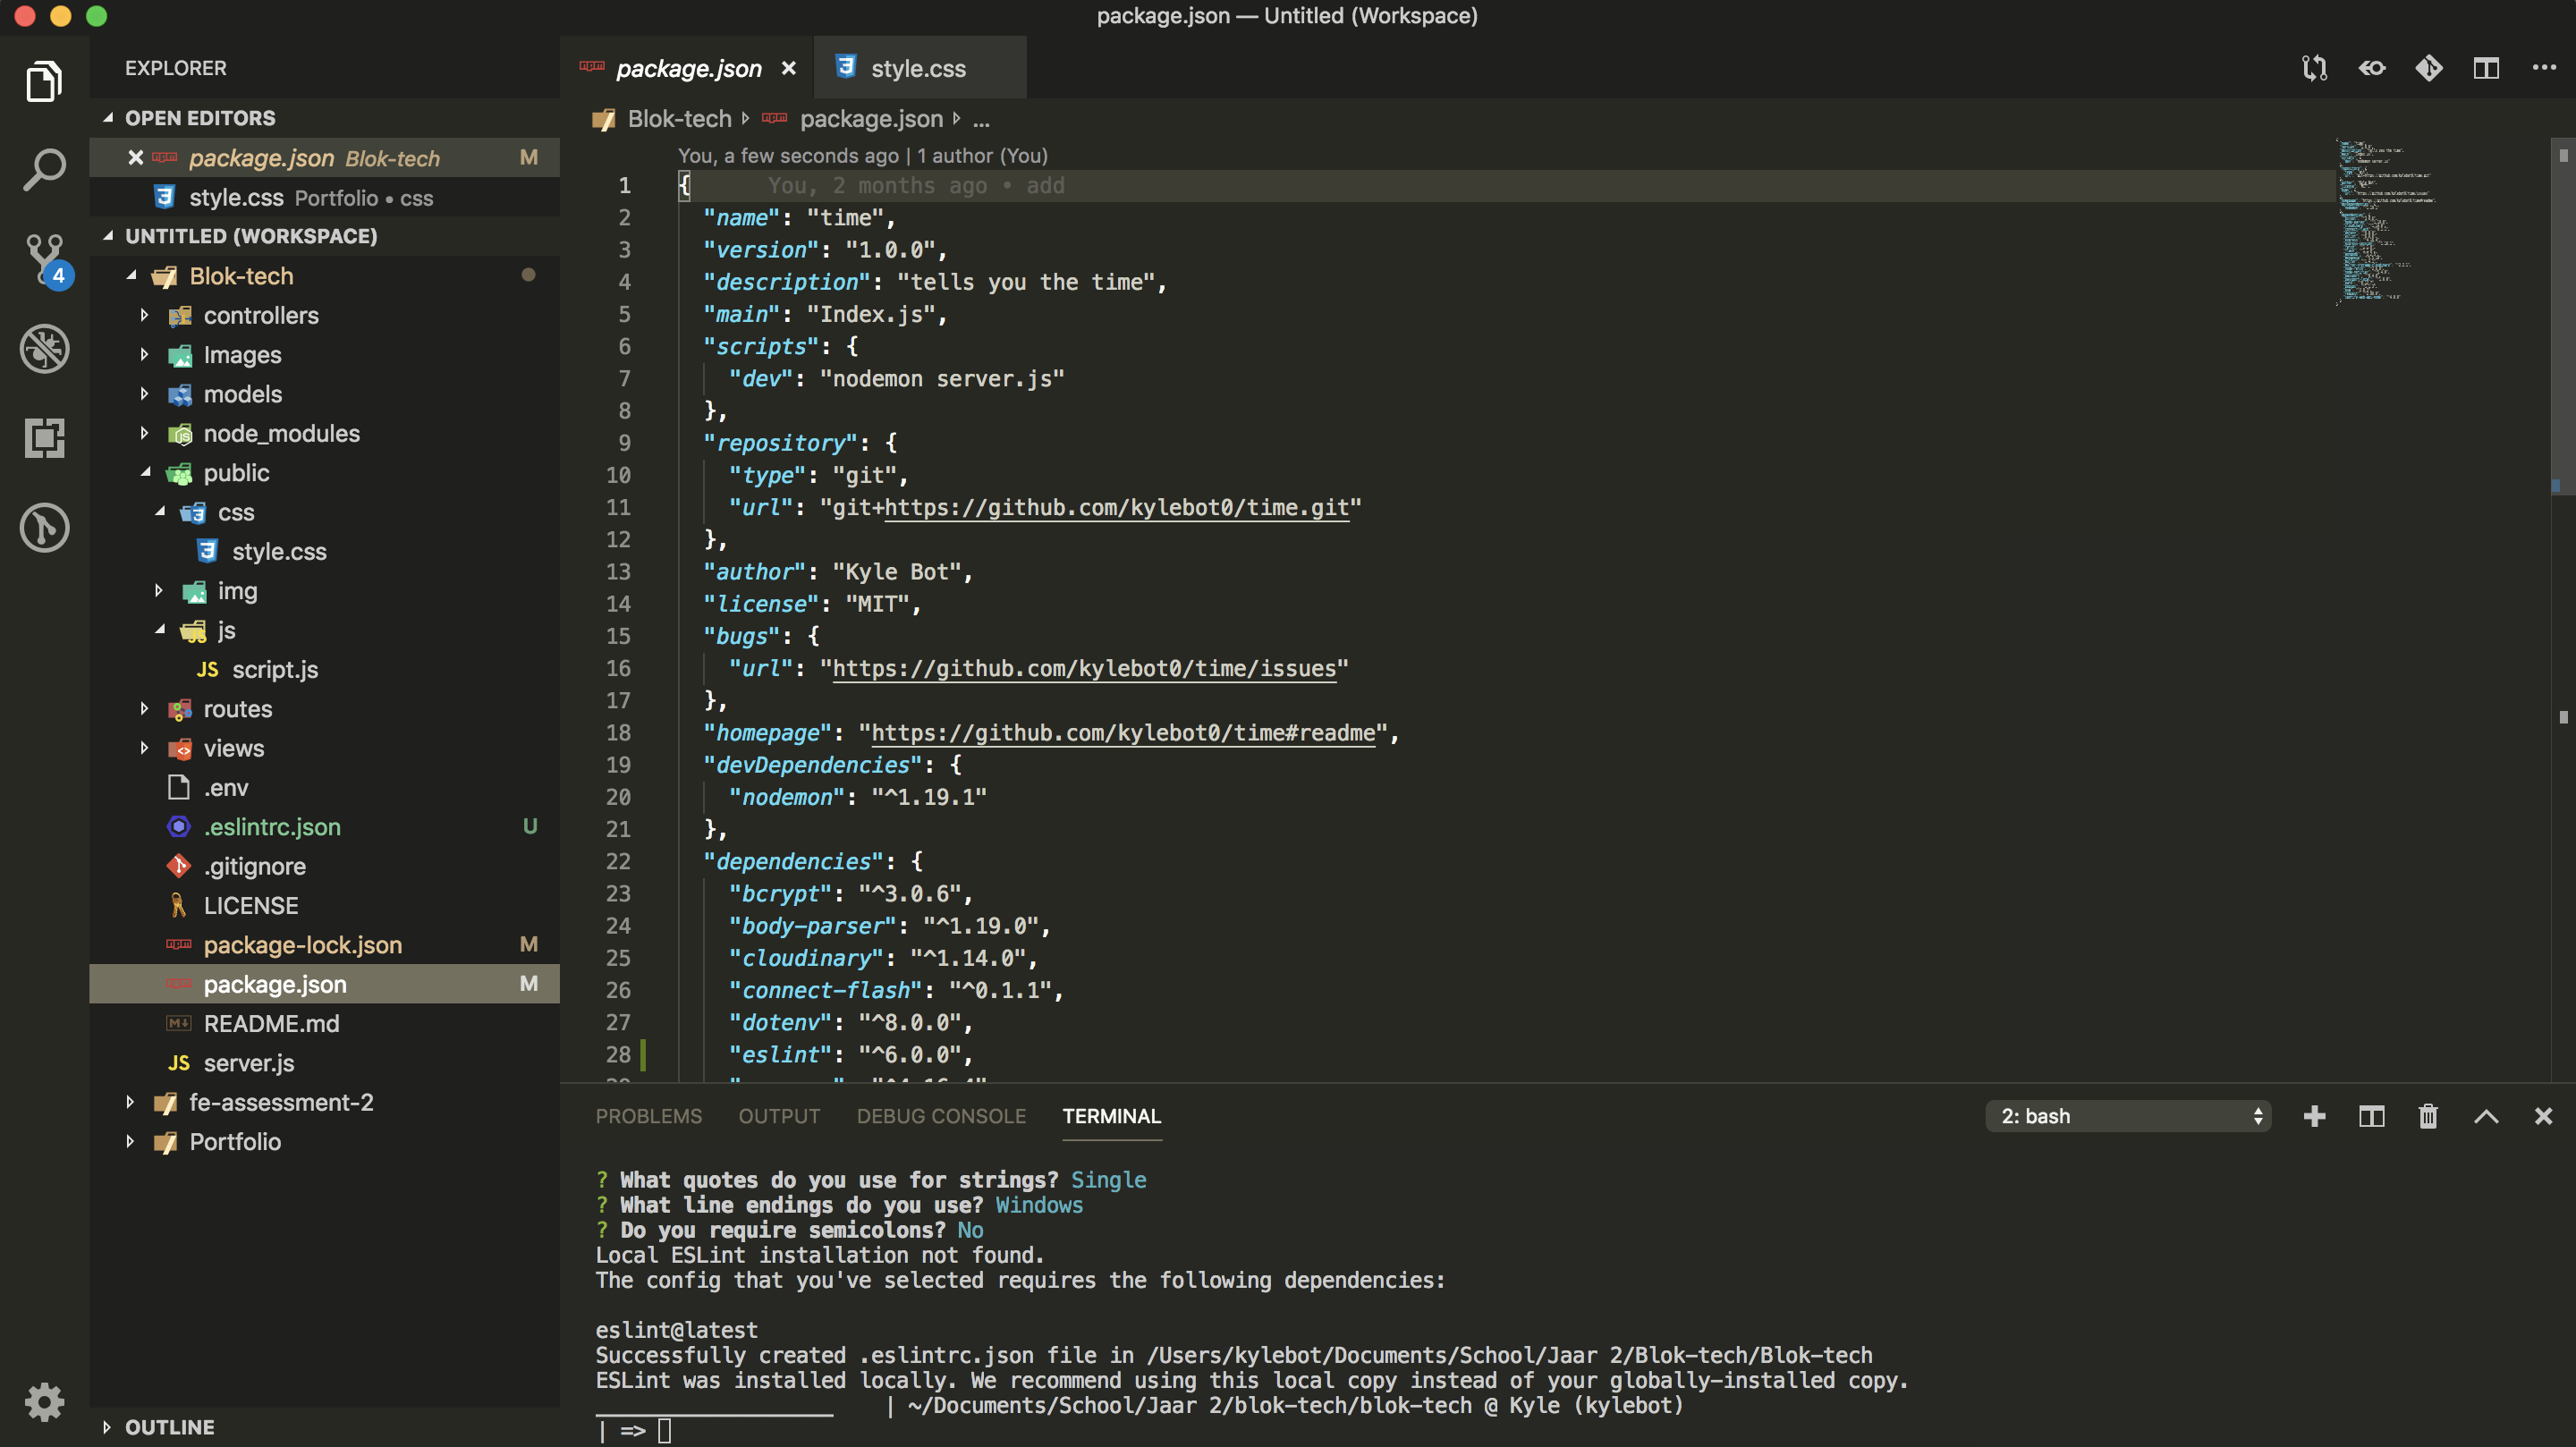 package.json — Untitled (Workspace)
EXPLORER
OPEN EDITORS
package.json Blok-tech M
style.css Portfolio • css
UNTITLED (WORKSPACE)
Blok-tech
controllers
Images
models
node_modules
public
css
style.css
img
js
JS script.js
routes
views
.env
.eslintrc.json U
.gitignore
LICENSE
package-lock.json M
package.json M
README.md
JS server.js
fe-assessment-2
Portfolio
OUTLINE
4
package.json
style.css
Blok-tech package.json ...
You, a few seconds ago | 1 author (You)
1 { You, 2 months ago • add
2 "name": "time",
3 "version": "1.0.0",
4 "description": "tells you the time",
5 "main": "Index.js",
6 "scripts": {
7 "dev": "nodemon server.js"
8 },
9 "repository": {
10 "type": "git",
11 "url": "git+https://github.com/kylebot0/time.git"
12 },
13 "author": "Kyle Bot",
14 "license": "MIT",
15 "bugs": {
16 "url": "https://github.com/kylebot0/time/issues"
17 },
18 "homepage": "https://github.com/kylebot0/time#readme",
19 "devDependencies": {
20 "nodemon": "^1.19.1"
21 },
22 "dependencies": {
23 "bcrypt": "^3.0.6",
24 "body-parser": "^1.19.0",
25 "cloudinary": "^1.14.0",
26 "connect-flash": "^0.1.1",
27 "dotenv": "^8.0.0",
28 "eslint": "^6.0.0",
PROBLEMS OUTPUT DEBUG CONSOLE TERMINAL
2: bash
? What quotes do you use for strings? Single
? What line endings do you use? Windows
? Do you require semicolons? No
Local ESLint installation not found.
The config that you've selected requires the following dependencies:
eslint@latest
Successfully created .eslintrc.json file in /Users/kylebot/Documents/School/Jaar 2/Blok-tech/Blok-tech
ESLint was installed locally. We recommend using this local copy instead of your globally-installed copy.
___________________ | ~/Documents/School/Jaar 2/blok-tech/blok-tech @ Kyle (kylebot)
| =>